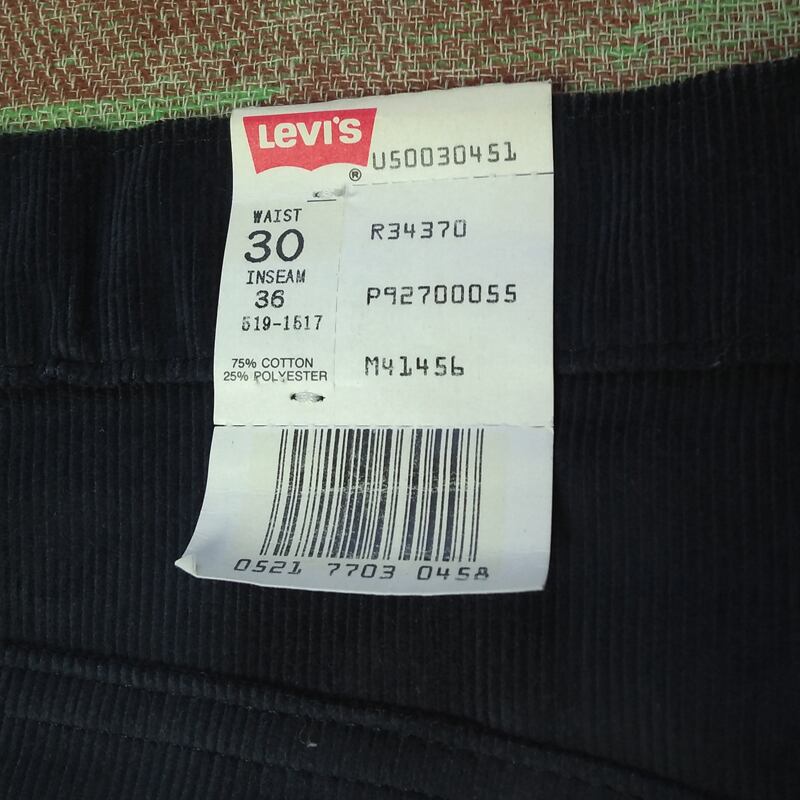 Levi's
®
U50030451
WAIST
30
INSEAM
36
519-1517
75% COTTON
25% POLYESTER
R34370
P92700055
M41456
0521 7703 0458